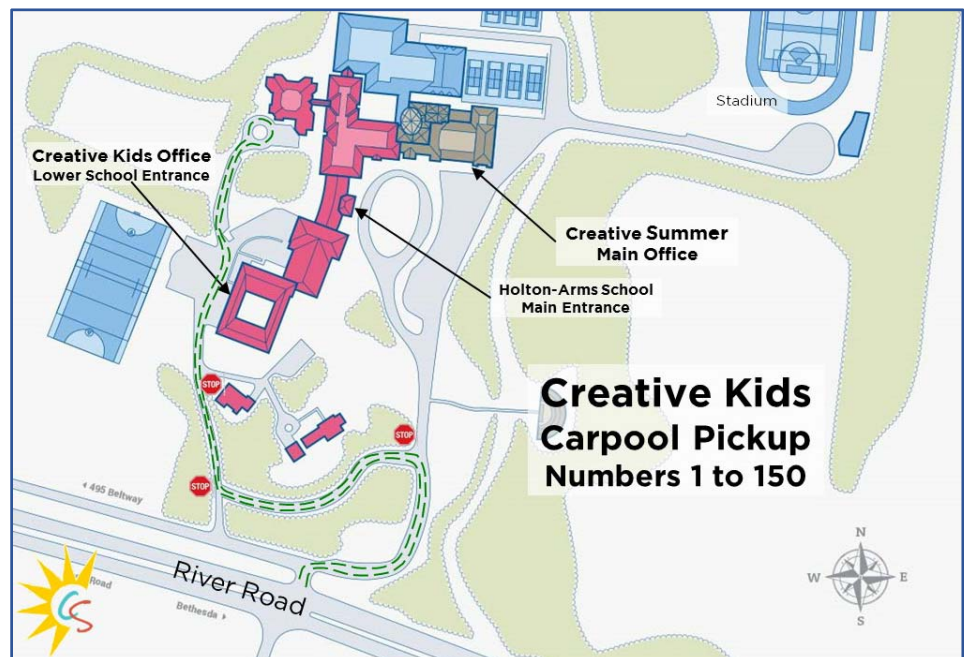 Stadium
Creative Kids Office
Lower School Entrance
Creative Summer
Main Office
Holton-Arms School
Main Entrance
STOP
Creative Kids
Carpool Pickup
Numbers 1 to 150
STOP
STOP
495 Beltway
River Road
Road
Bethesda
CS
N
W
E
S